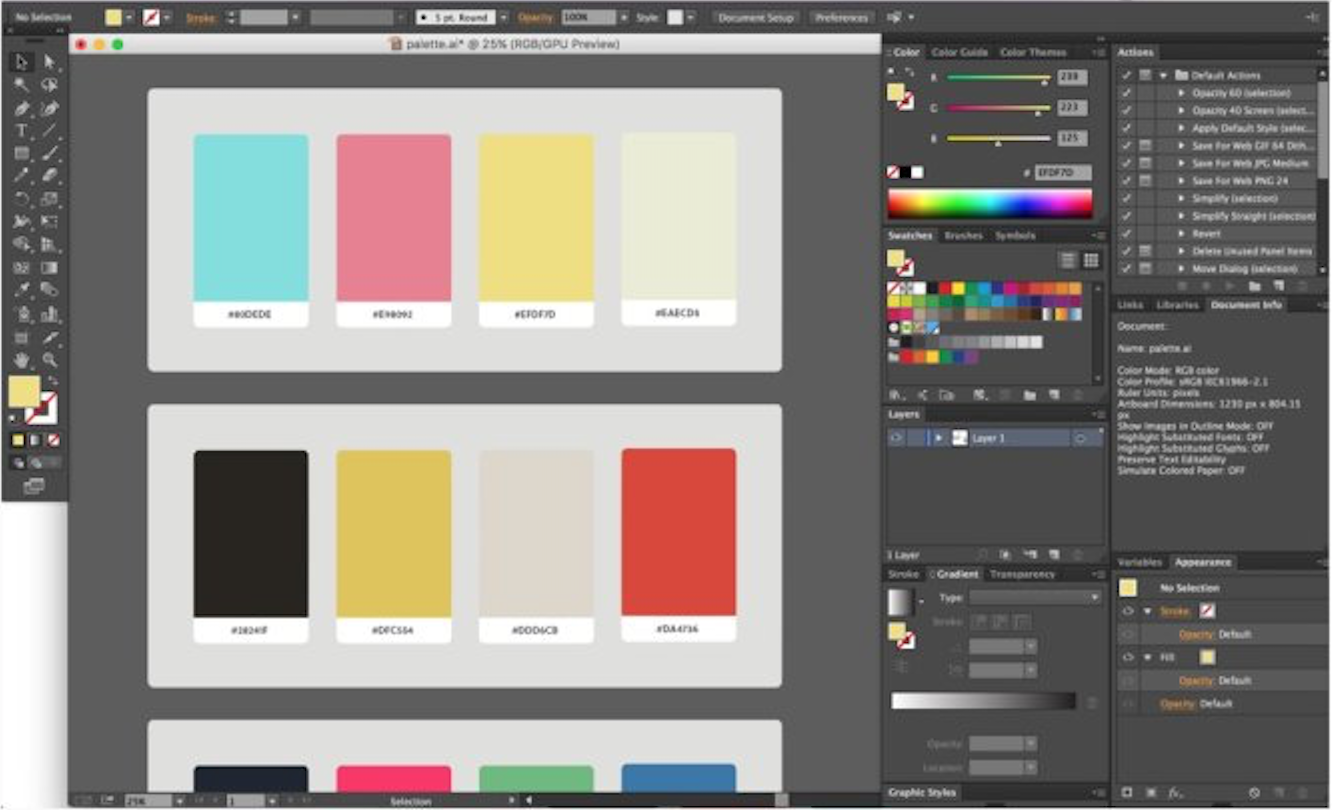 No Selection
Stroke:
5 pt. Round
Opacity: 100%
Style:
Document Setup
Preferences
palette.ai* @ 25% (RGB/GPU Preview)
#80DEDE
#E98092
#EFDF7D
#EAECD8
#28241F
#DFC554
#DDD6CB
#DA4736
25%
1
Selection
Color
Color Guide
Color Themes
R 239
G 223
B 125
# EFDF7D
Swatches
Brushes
Symbols
Layers
Layer 1
1 Layer
Stroke
Gradient
Transparency
Type:
Stroke:
Opacity:
Location:
Graphic Styles
Actions
Default Actions
Opacity 60 (selection)
Opacity 40 Screen (select...
Apply Default Style (selec...
Save For Web GIF 64 Dith...
Save For Web JPG Medium
Save For Web PNG 24
Simplify (selection)
Simplify Straight (selection)
Revert
Delete Unused Panel Items
Move Dialog (selection)
Links
Libraries
Document Info
Document:
Name: palette.ai
Color Mode: RGB color
Color Profile: sRGB IEC61966-2.1
Ruler Units: pixels
Artboard Dimensions: 1230 px x 804.15
px
Show Images in Outline Mode: OFF
Highlight Substituted Fonts: OFF
Highlight Substituted Glyphs: OFF
Preserve Text Editability
Simulate Colored Paper: OFF
Variables
Appearance
No Selection
Stroke:
Opacity: Default
Fill:
Opacity: Default
Opacity: Default
fx